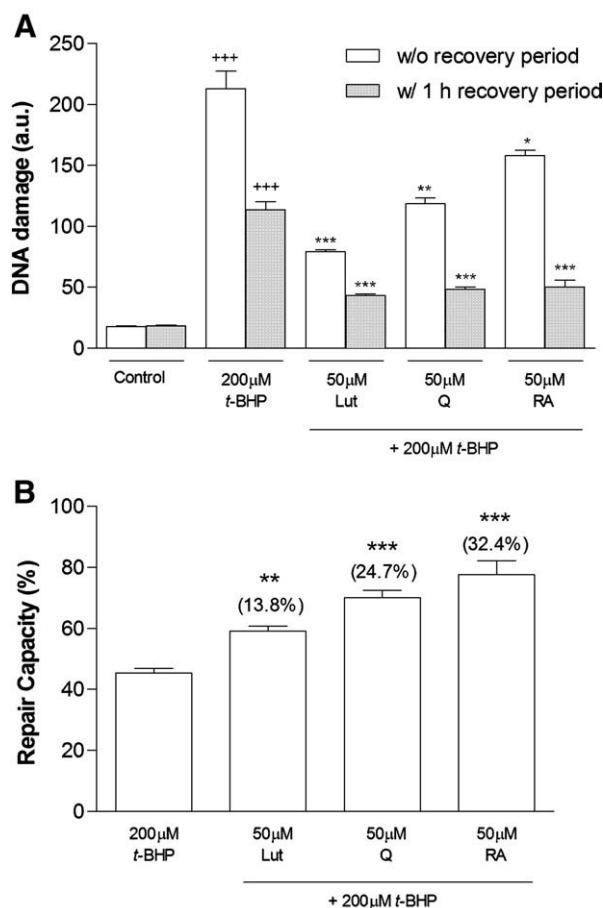 A
w/o recovery period
w/ 1 h recovery period
DNA damage (a.u.)
250
200
150
100
50
0
+++
+++
***
***
**
***
*
***
Control
200µM
t-BHP
50µM
Lut
50µM
Q
50µM
RA
+ 200µM t-BHP
B
Repair Capacity (%)
100
80
60
40
20
0
**
(13.8%)
***
(24.7%)
***
(32.4%)
200µM
t-BHP
50µM
Lut
50µM
Q
50µM
RA
+ 200µM t-BHP